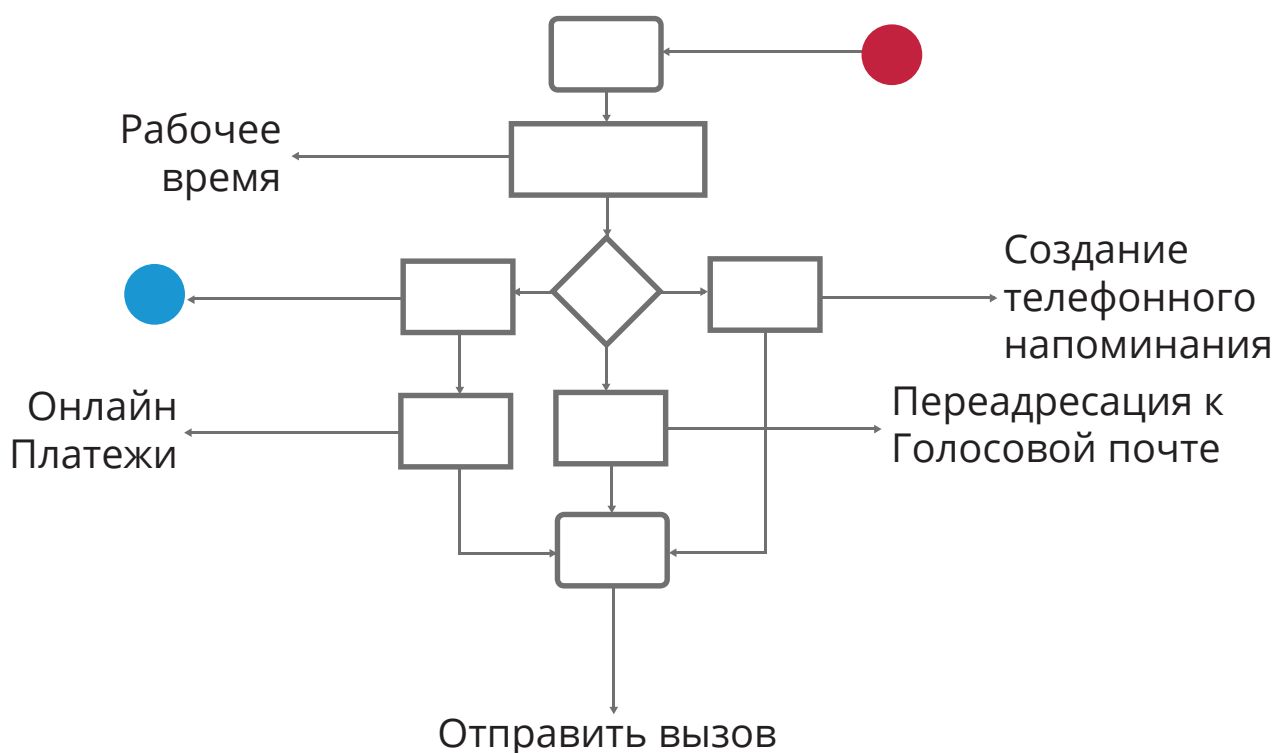 Рабочее
время
Создание
телефонного
напоминания
Онлайн
Платежи
Переадресация к
Голосовой почте
Отправить вызов